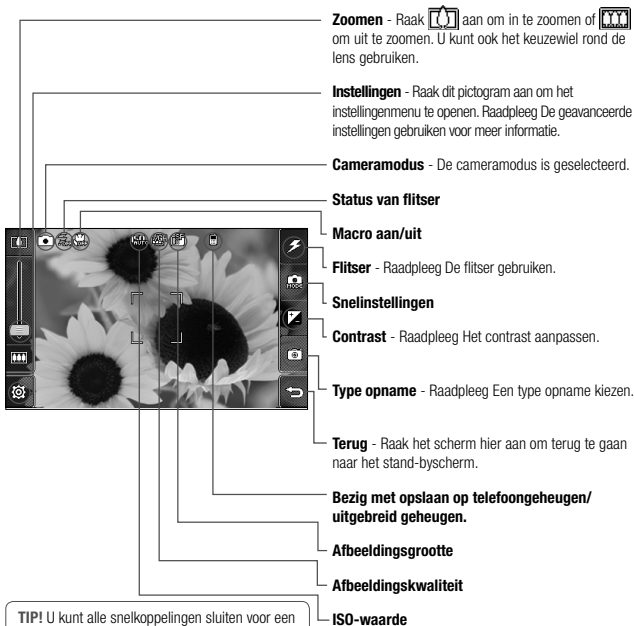 Zoomen - Raak aan om in te zoomen of
om uit te zoomen. U kunt ook het keuzewiel rond de
lens gebruiken.
Instellingen - Raak dit pictogram aan om het
instellingenmenu te openen. Raadpleeg De geavanceerde
instellingen gebruiken voor meer informatie.
Cameramodus - De cameramodus is geselecteerd.
Status van flitser
Macro aan/uit
Flitser - Raadpleeg De flitser gebruiken.
Snelinstellingen
Contrast - Raadpleeg Het contrast aanpassen.
Type opname - Raadpleeg Een type opname kiezen.
Terug - Raak het scherm hier aan om terug te gaan
naar het stand-byscherm.
Bezig met opslaan op telefoongeheugen/
uitgebreid geheugen.
Afbeeldingsgrootte
Afbeeldingskwaliteit
ISO-waarde
MODE
TIP! U kunt alle snelkoppelingen sluiten voor een